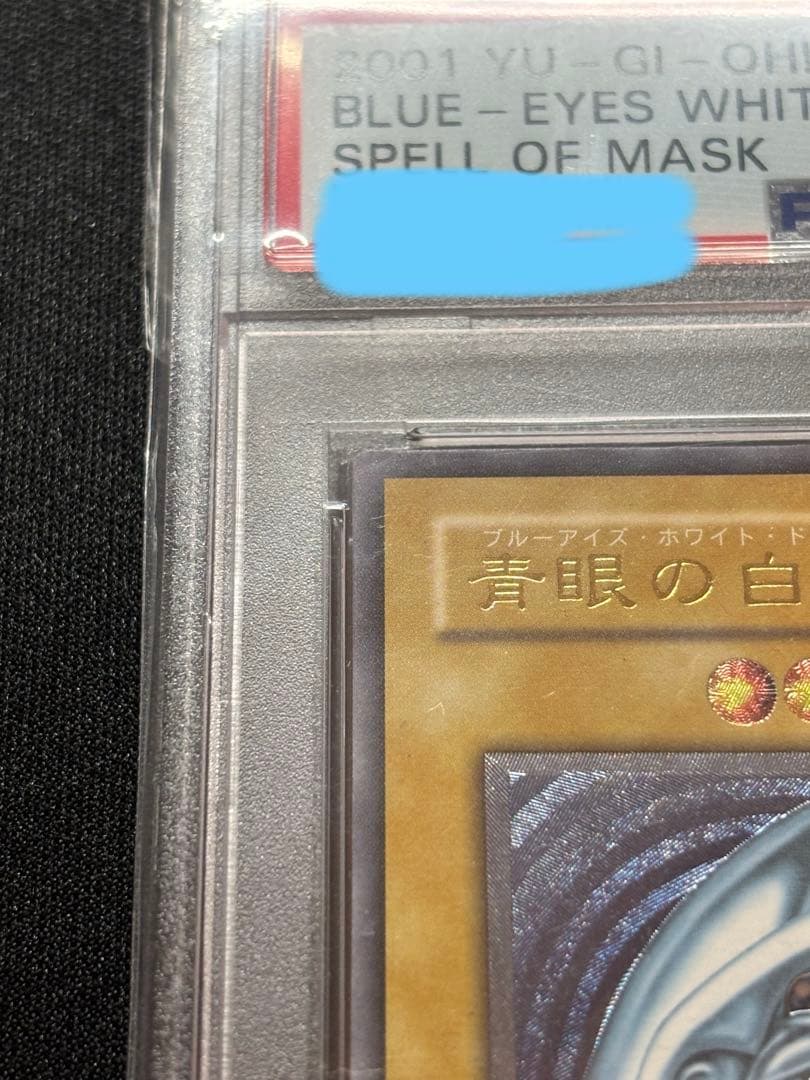 2001 YU-GI-OH!
BLUE-EYES WHIT
SPELL OF MASK
ブルーアイズ・ホワイト・ド
青眼の白